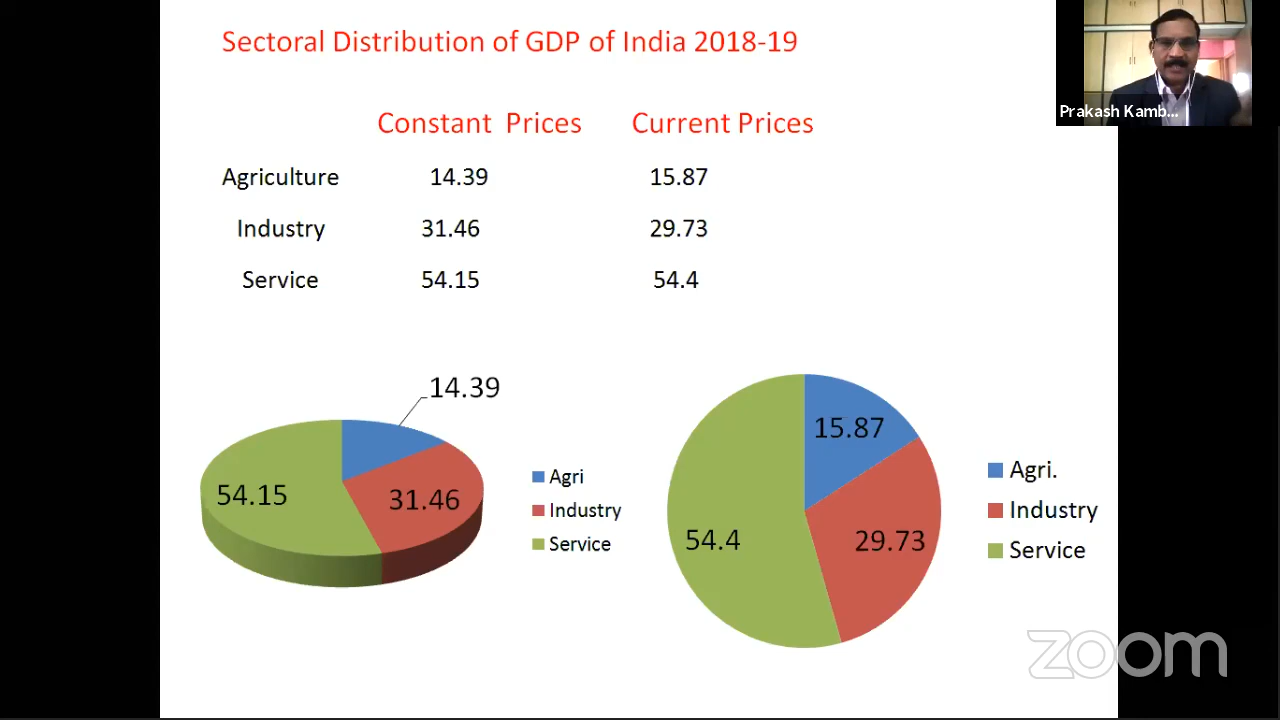 Sectoral Distribution of GDP of India 2018-19
Prakash Kamb...
Constant Prices Current Prices
Agriculture 14.39 15.87
Industry 31.46 29.73
Service 54.15 54.4
14.39
54.15
31.46
Agri
Industry
Service
15.87
54.4
29.73
Agri.
Industry
Service
zoom